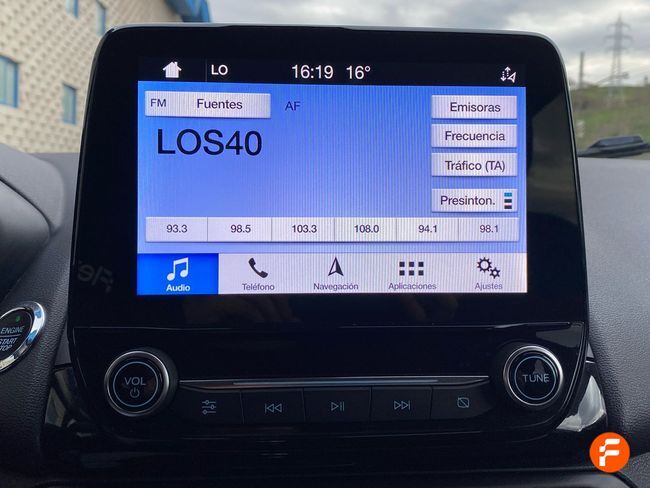 LO 16:19 16°
FM Fuentes AF Emisoras
LOS40
Frecuencia
Tráfico (TA)
Presinton.
93.3 98.5 103.3 108.0 94.1 98.1
Audio Teléfono Navegación Aplicaciones Ajustes
ENGINE
START
STOP
VOL
TUNE